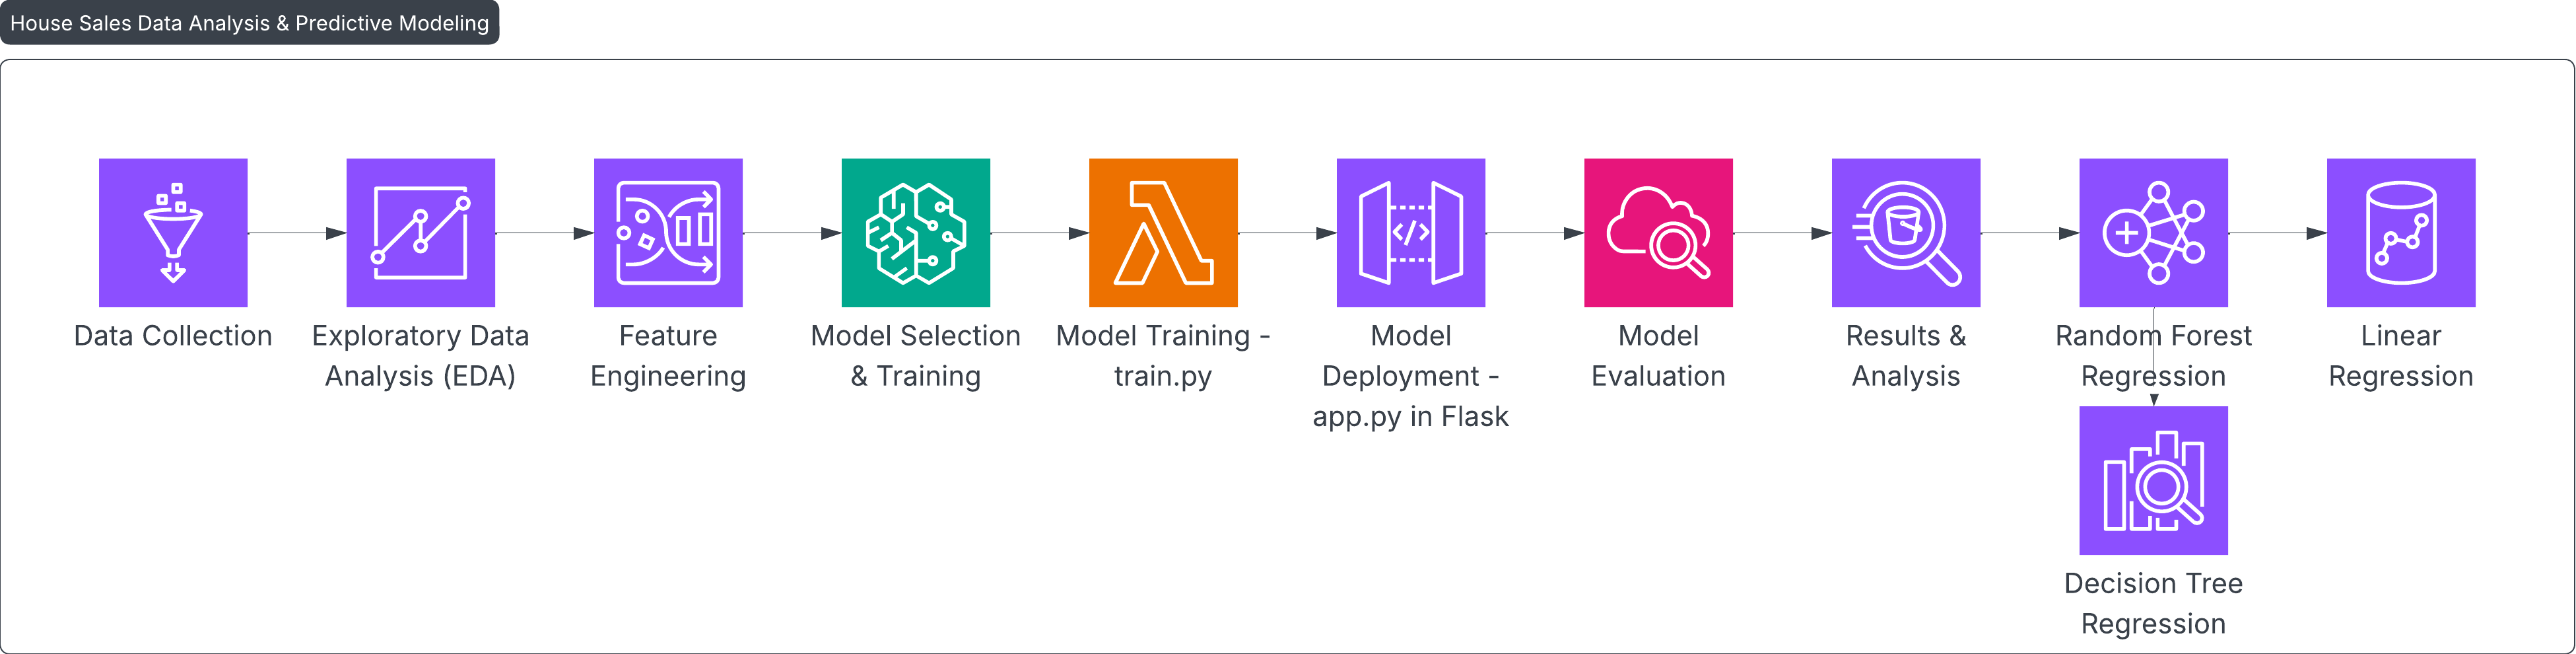 House Sales Data Analysis & Predictive Modeling
Data Collection
Exploratory Data
Analysis (EDA)
Feature
Engineering
Model Selection
& Training
Model Training -
train.py
Model
Deployment -
app.py in Flask
Model
Evaluation
Results &
Analysis
Random Forest
Regression
Linear
Regression
Decision Tree
Regression